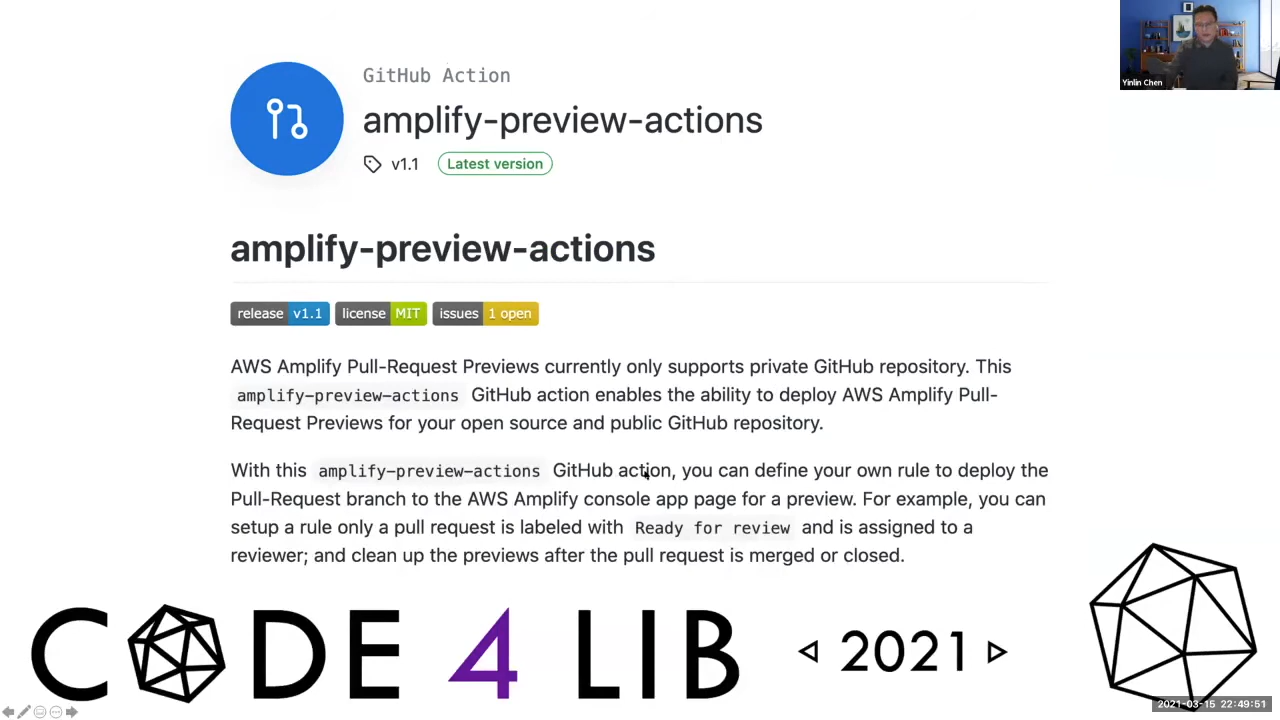 Yinlin Chen
GitHub Action
amplify-preview-actions
v1.1 Latest version
amplify-preview-actions
release v1.1 license MIT issues 1 open
AWS Amplify Pull-Request Previews currently only supports private GitHub repository. This
amplify-preview-actions GitHub action enables the ability to deploy AWS Amplify Pull-
Request Previews for your open source and public GitHub repository.
With this amplify-preview-actions GitHub action, you can define your own rule to deploy the
Pull-Request branch to the AWS Amplify console app page for a preview. For example, you can
setup a rule only a pull request is labeled with Ready for review and is assigned to a
reviewer; and clean up the previews after the pull request is merged or closed.
CODE 4 LIB 2021
2021-03-15 22:49:51